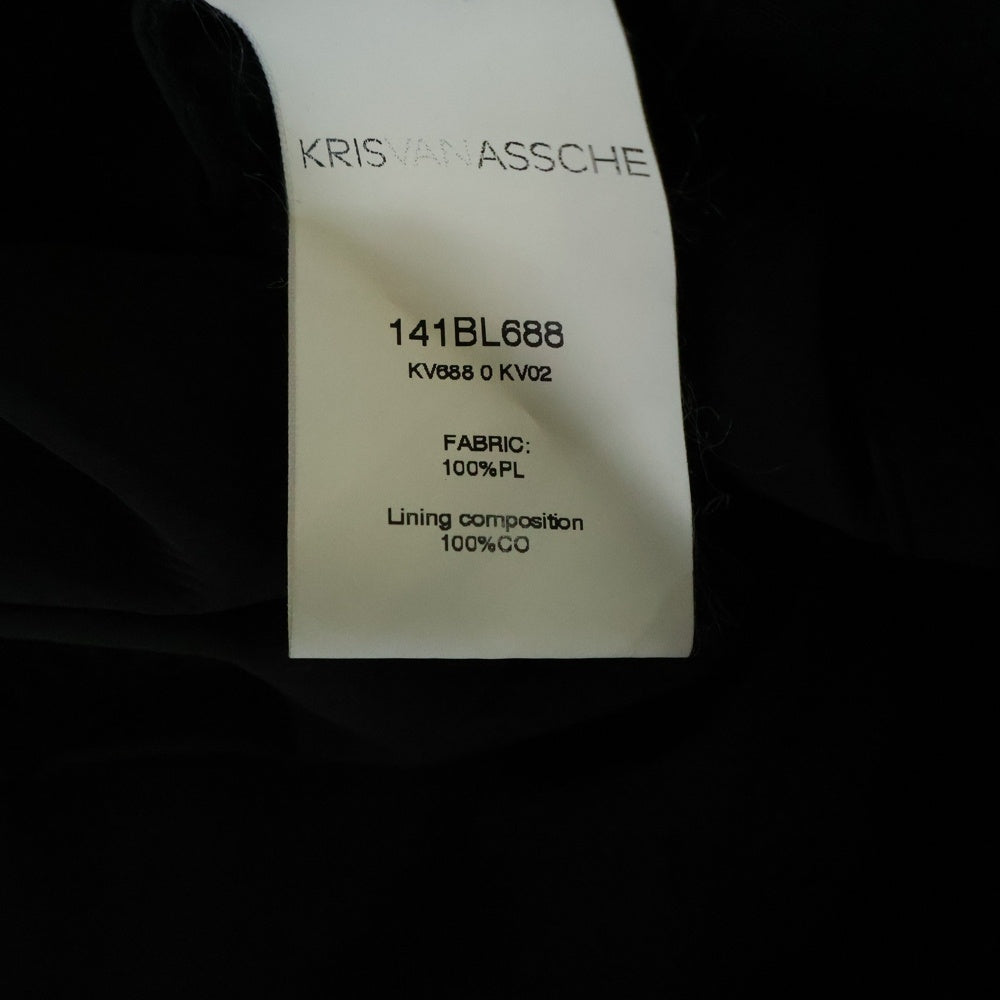 KRISVANASSCHE
141BL688
KV688 0 KV02
FABRIC:
100%PL
Lining composition
100%CO